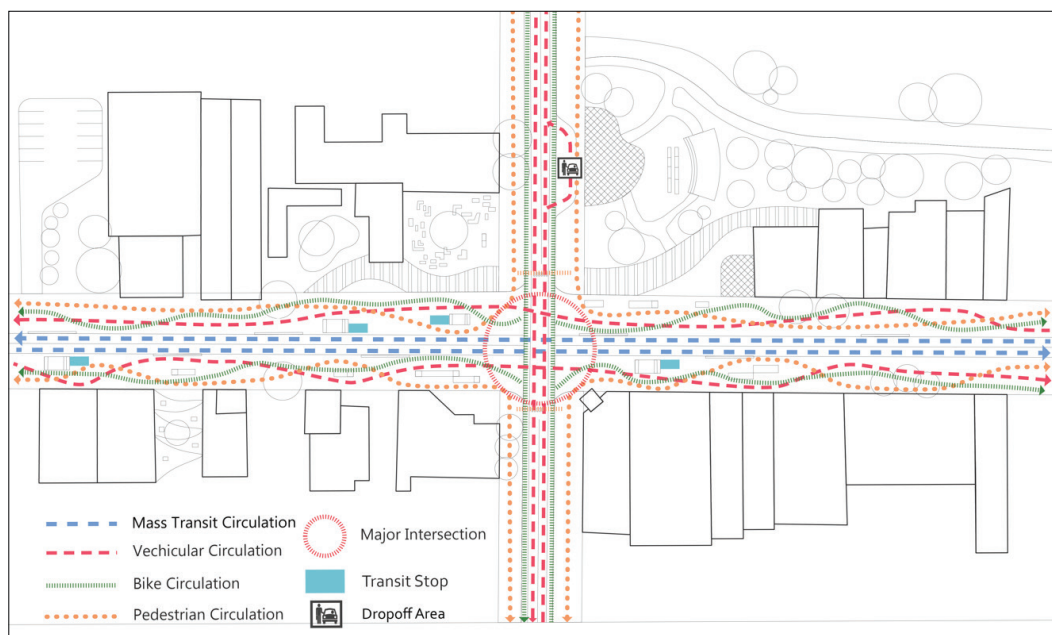 Mass Transit Circulation
Vechicular Circulation
Bike Circulation
Pedestrian Circulation
Major Intersection
Transit Stop
Dropoff Area